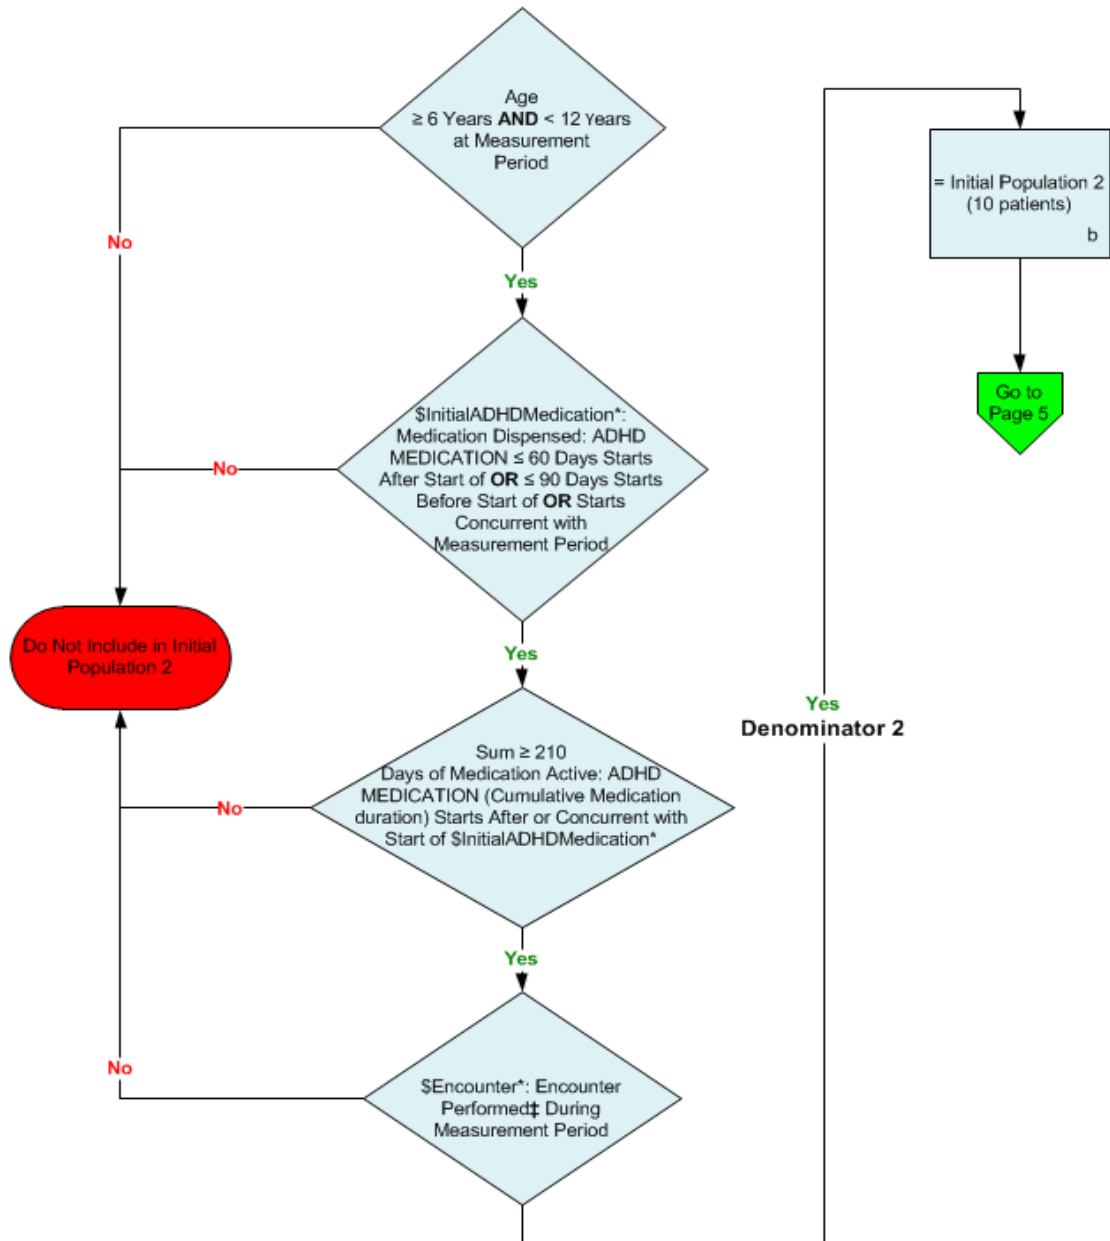 Age
≥ 6 Years AND < 12 Years
at Measurement
Period
No
Yes
$InitialADHDMedication*:
Medication Dispensed: ADHD
MEDICATION ≤ 60 Days Starts
After Start of OR ≤ 90 Days Starts
Before Start of OR Starts
Concurrent with
Measurement Period
No
Do Not Include in Initial
Population 2
Yes
Sum ≥ 210
Days of Medication Active: ADHD
MEDICATION (Cumulative Medication
duration) Starts After or Concurrent with
Start of $InitialADHDMedication*
No
Yes
$Encounter*: Encounter
Performed‡ During
Measurement Period
No
Yes
Denominator 2
= Initial Population 2
(10 patients)
b
Go to
Page 5